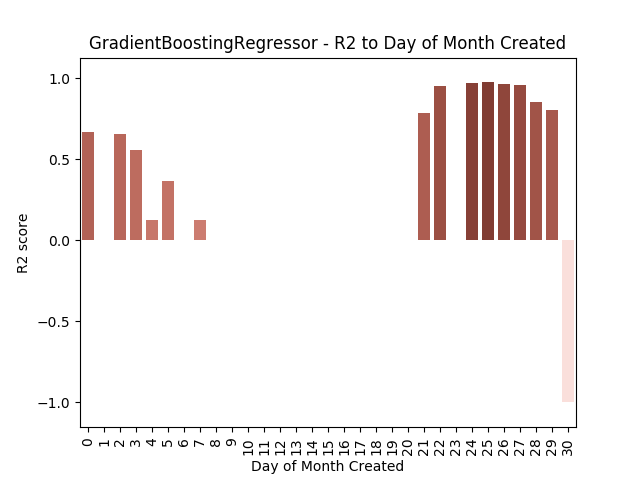 GradientBoostingRegressor - R2 to Day of Month Created
1.0
0.5
0.0
−0.5
−1.0
R2 score
0 1 2 3 4 5 6 7 8 9 10 11 12 13 14 15 16 17 18 19 20 21 22 23 24 25 26 27 28 29 30
Day of Month Created